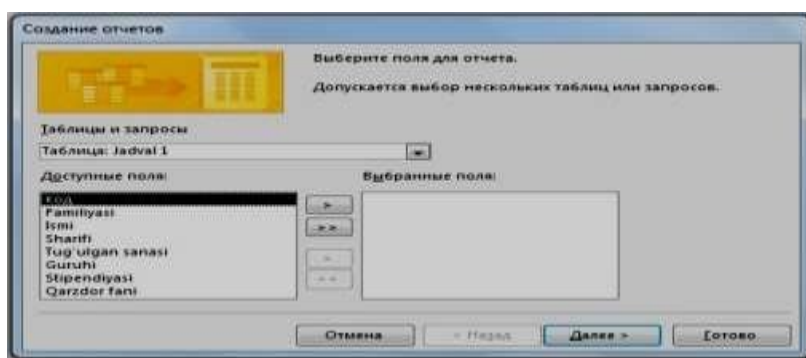 Создание отчетов
Выберите поля для отчета.
Допускается выбор нескольких таблиц или запросов.
Таблицы и запросы
Таблица: Jadval 1
Доступные поля:
Выбранные поля:
Код
Familiyasi
Ismi
Sharifi
Tug'ulgan sanasi
Guruhi
Stipendiyasi
Qarzdor fani
>
>>
<
<<
Отмена
< Назад
Далее >
Готово